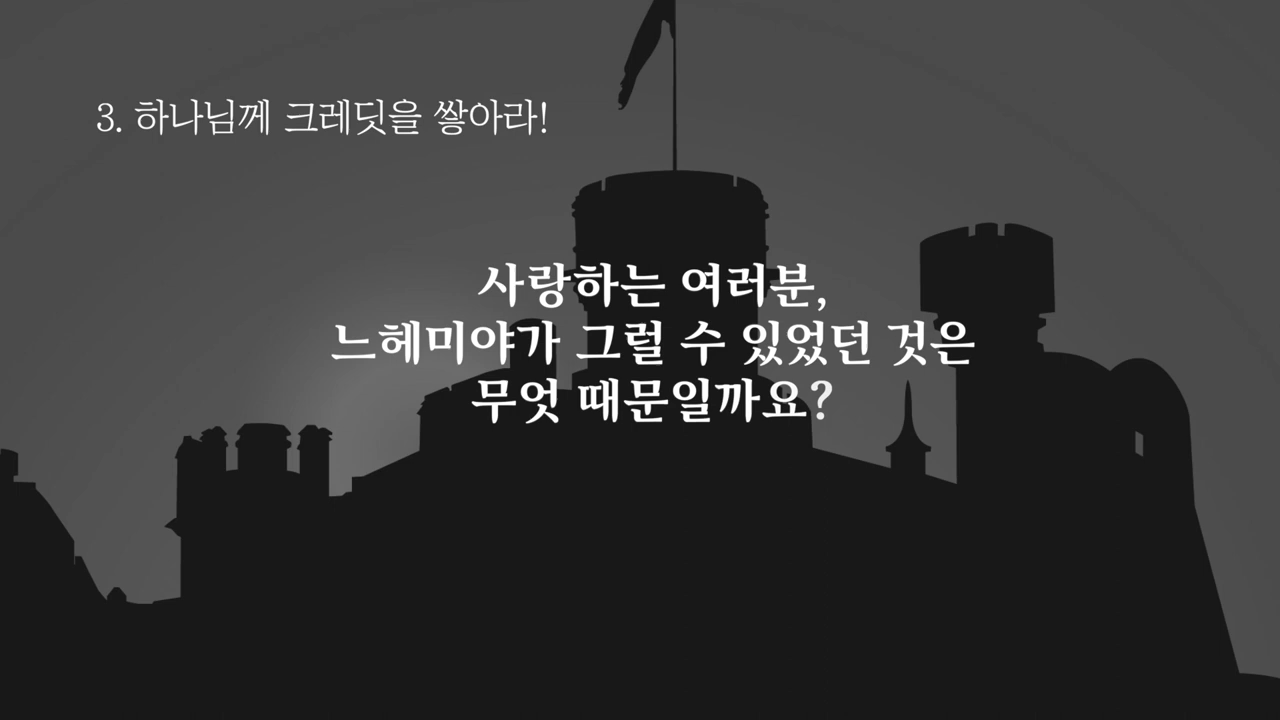 3. 하나님께 크레딧을 쌓아라!
사랑하는 여러분,
느헤미야가 그럴 수 있었던 것은
무엇 때문일까요?